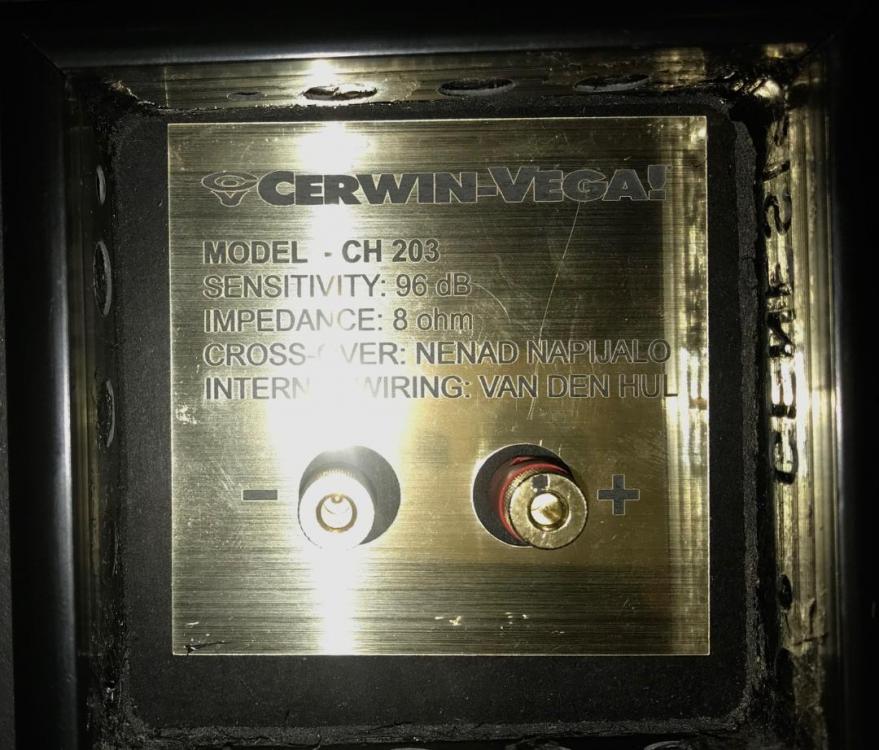 CERWIN-VEGA!
MODEL - CH 203
SENSITIVITY: 96 dB
IMPEDANCE: 8 ohm
CROSS-OVER: NENAD NAPIJALO
INTERNAL WIRING: VAN DEN HUL
- +